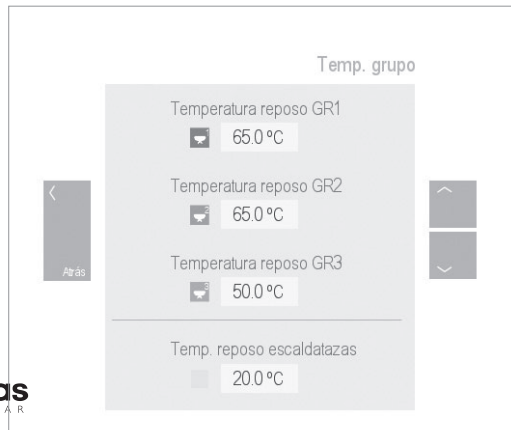 Temp. grupo
Temperatura reposo GR1
65.0 ºC
Temperatura reposo GR2
65.0 ºC
Temperatura reposo GR3
50.0 ºC
Atrás
Temp. reposo escaldatazas
20.0 ºC
as
A R